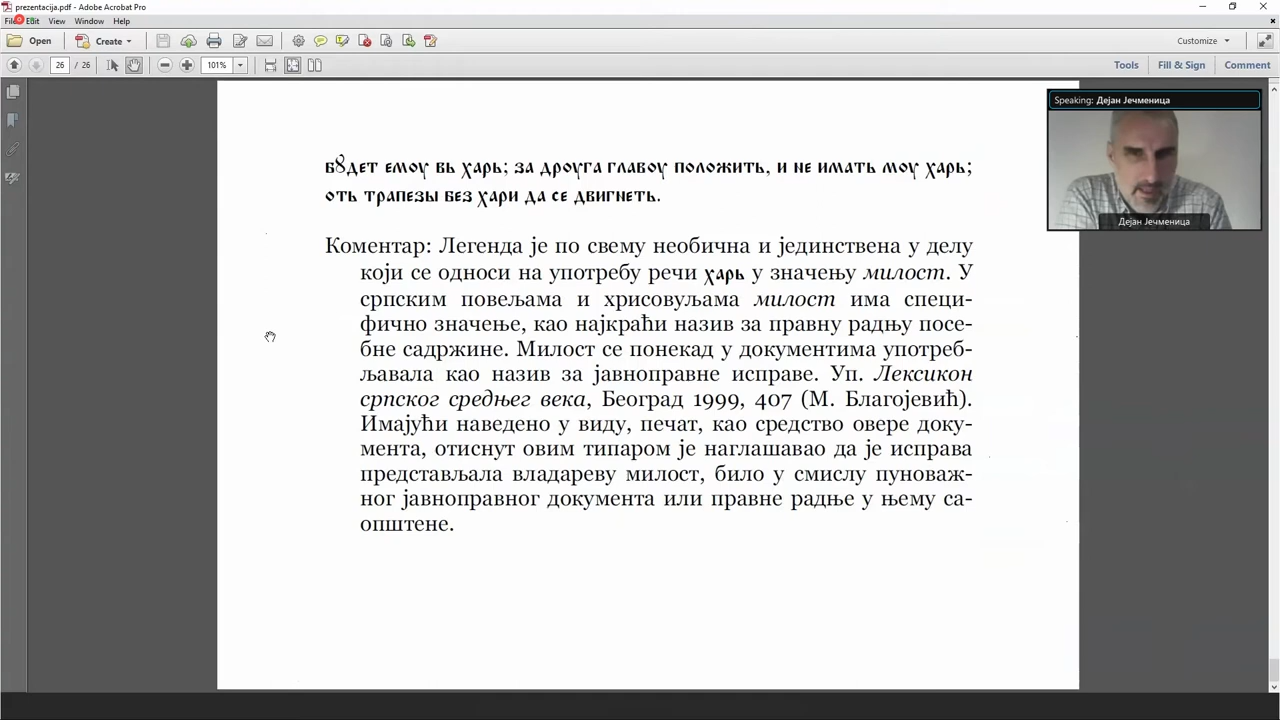 prezentacija.pdf - Adobe Acrobat Pro
File Edit View Window Help
Open Create Customize
26 / 26 101% Tools Fill & Sign Comment
Speaking: Дејан Јечменица
Дејан Јечменица
бꙋдет емоу вь харь; за дроуга главоу положить, и не имать моу харь;
оть трапезы без хари да се двигнеть.
Коментар: Легенда је по свему необична и јединствена у делу
који се односи на употребу речи харь у значењу милост. У
српским повељама и хрисовуљама милост има специ-
фично значење, као најкраћи назив за правну радњу посе-
бне садржине. Милост се понекад у документима употреб-
љавала као назив за јавноправне исправе. Уп. Лексикон
српског средњег века, Београд 1999, 407 (М. Благојевић).
Имајући наведено у виду, печат, као средство овере доку-
мента, отиснут овим типаром је наглашавао да је исправа
представљала владареву милост, било у смислу пуноваж-
ног јавноправног документа или правне радње у њему са-
општене.